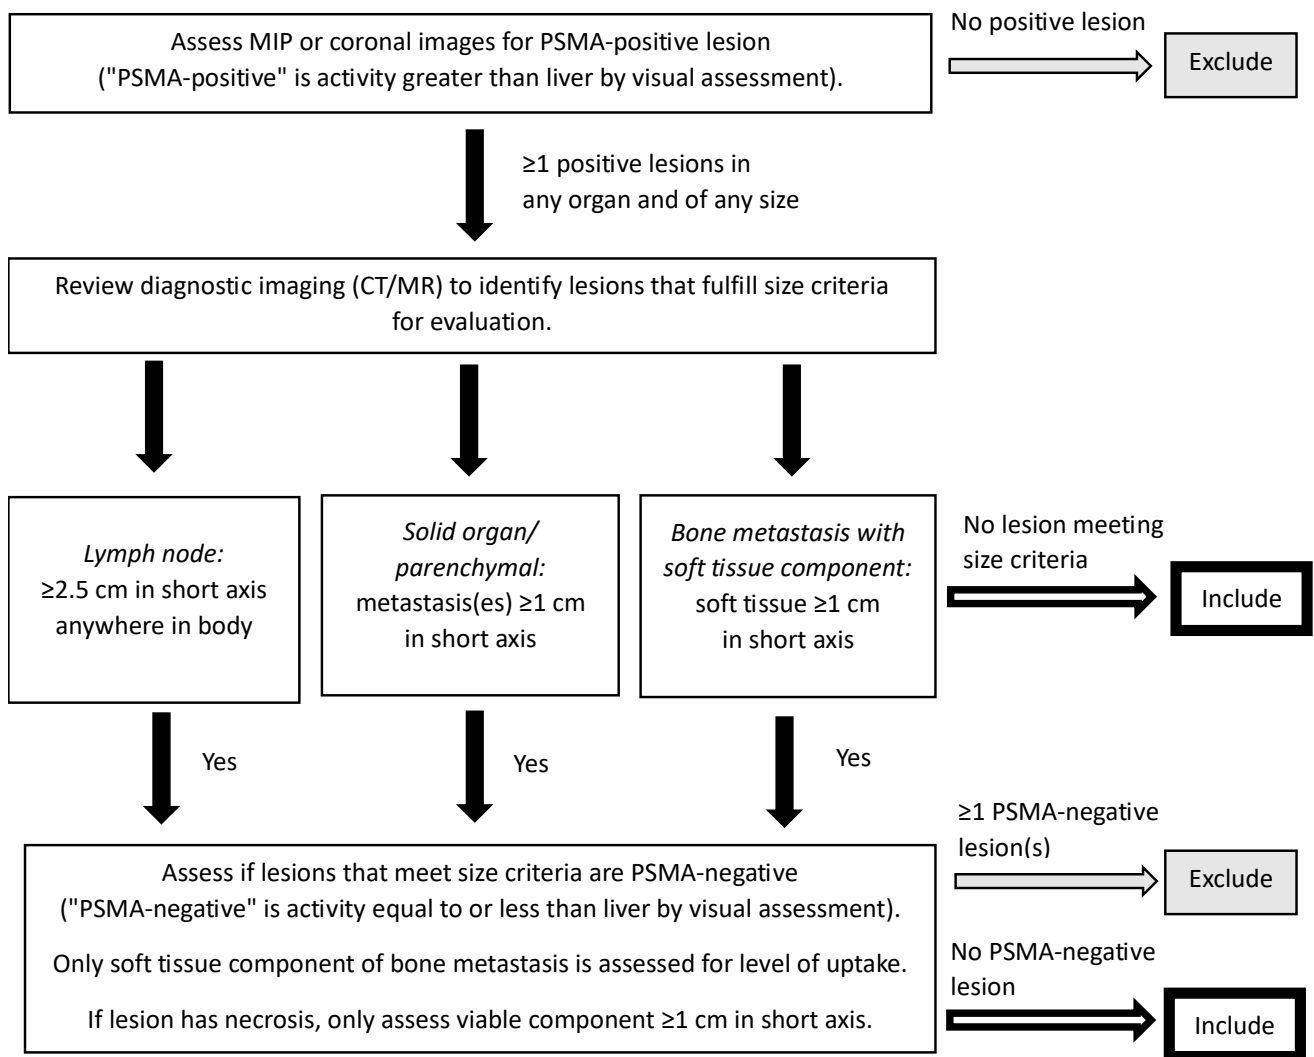 Assess MIP or coronal images for PSMA-positive lesion
("PSMA-positive" is activity greater than liver by visual assessment).
No positive lesion
Exclude
≥1 positive lesions in
any organ and of any size
Review diagnostic imaging (CT/MR) to identify lesions that fulfill size criteria
for evaluation.
Lymph node:
≥2.5 cm in short axis
anywhere in body
Solid organ/
parenchymal:
metastasis(es) ≥1 cm
in short axis
Bone metastasis with
soft tissue component:
soft tissue ≥1 cm
in short axis
No lesion meeting
size criteria
Include
Yes
Yes
Yes
Assess if lesions that meet size criteria are PSMA-negative
("PSMA-negative" is activity equal to or less than liver by visual assessment).
Only soft tissue component of bone metastasis is assessed for level of uptake.
If lesion has necrosis, only assess viable component ≥1 cm in short axis.
≥1 PSMA-negative
lesion(s)
Exclude
No PSMA-negative
lesion
Include